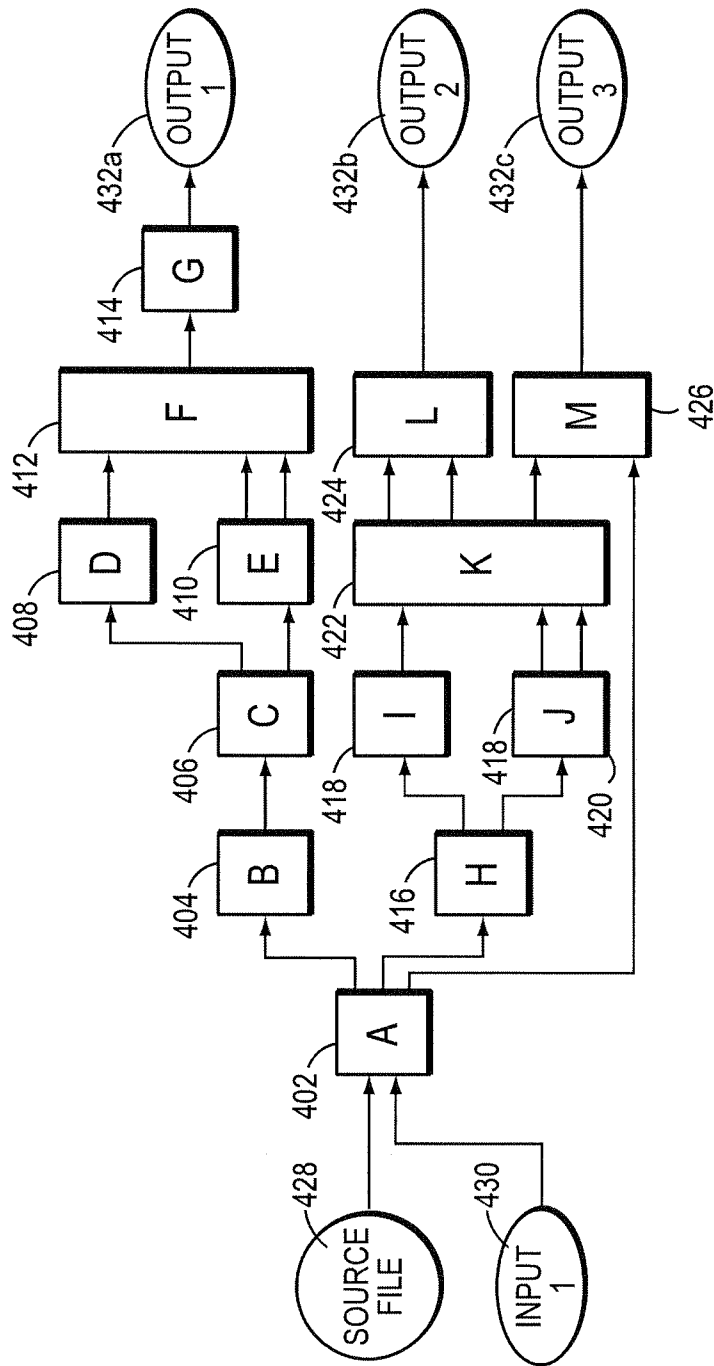 428
SOURCE
FILE
430
INPUT
1
402
A
404
B
406
C
408
D
410
E
412
F
414
G
432a
OUTPUT
1
416
H
418
I
418
J
420
422
K
424
L
432b
OUTPUT
2
M
426
432c
OUTPUT
3